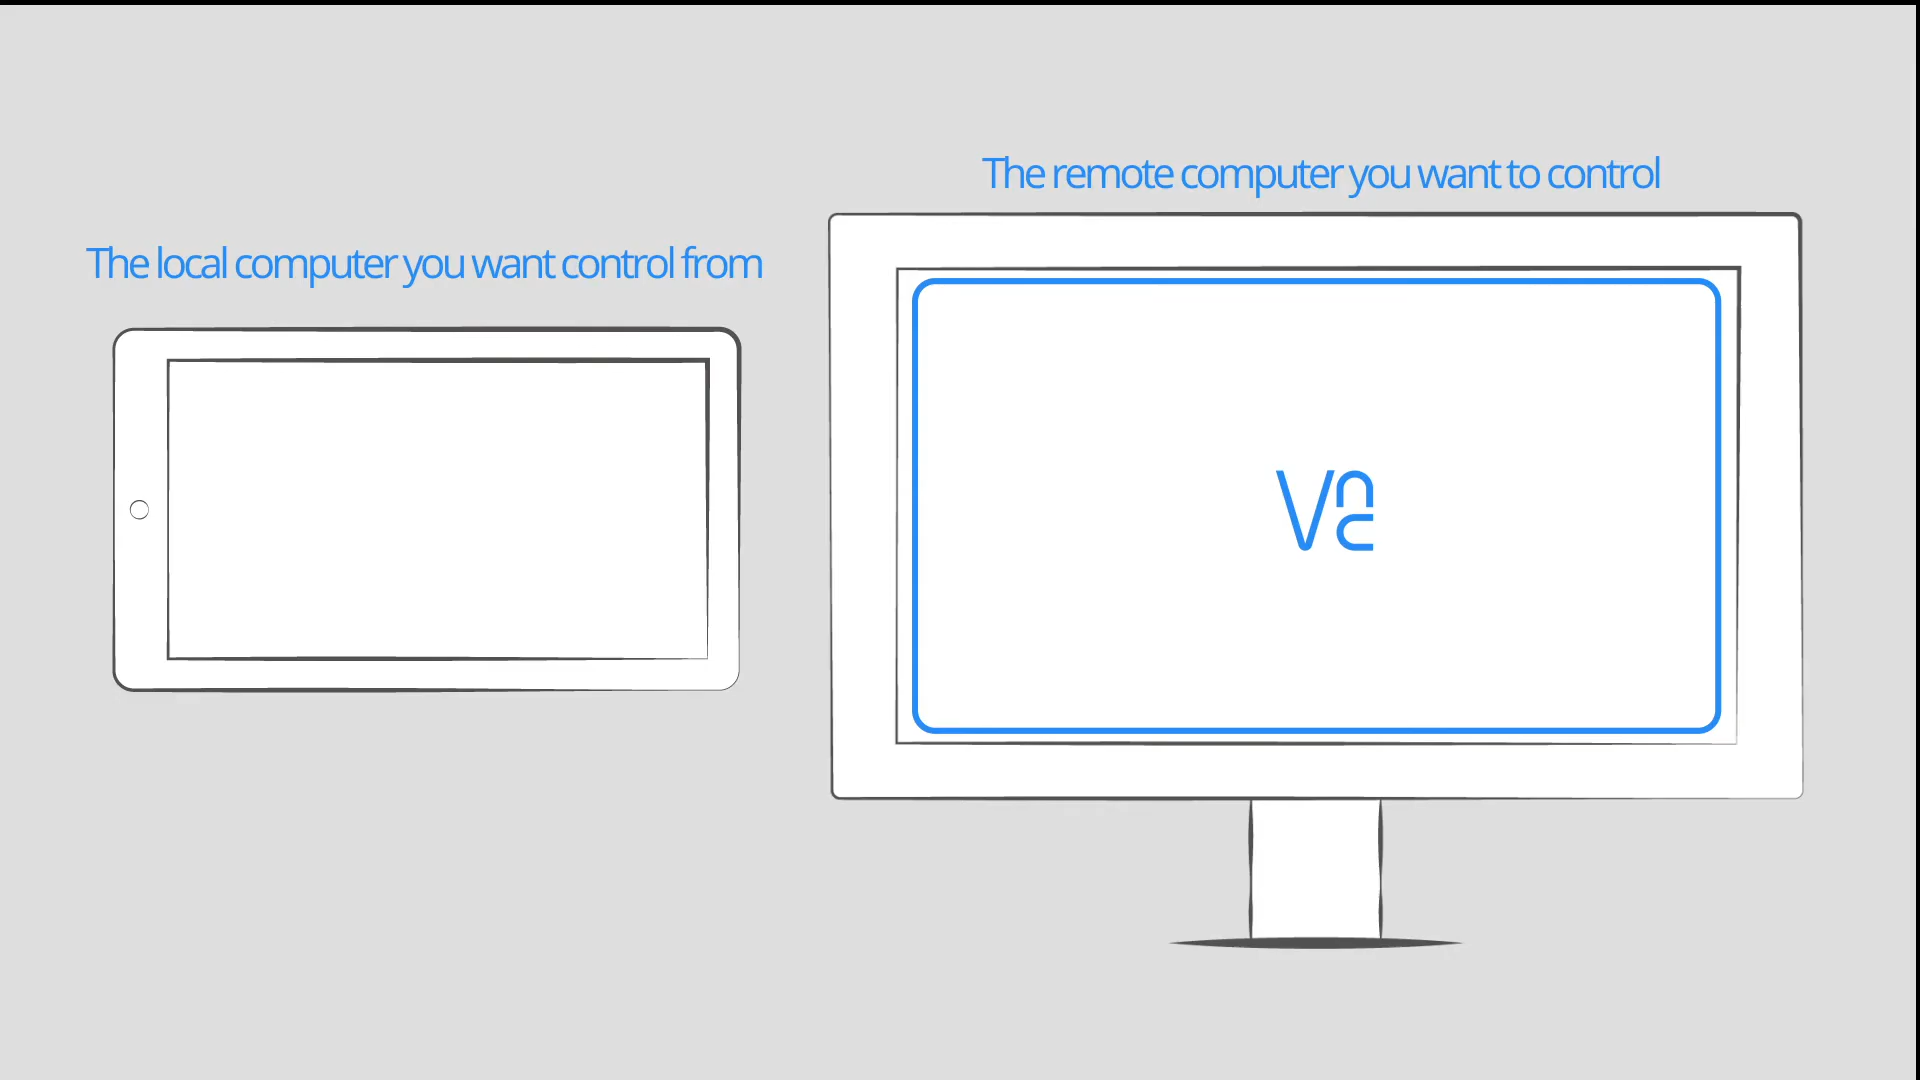 The remote computer you want to control
The local computer you want control from
VNC